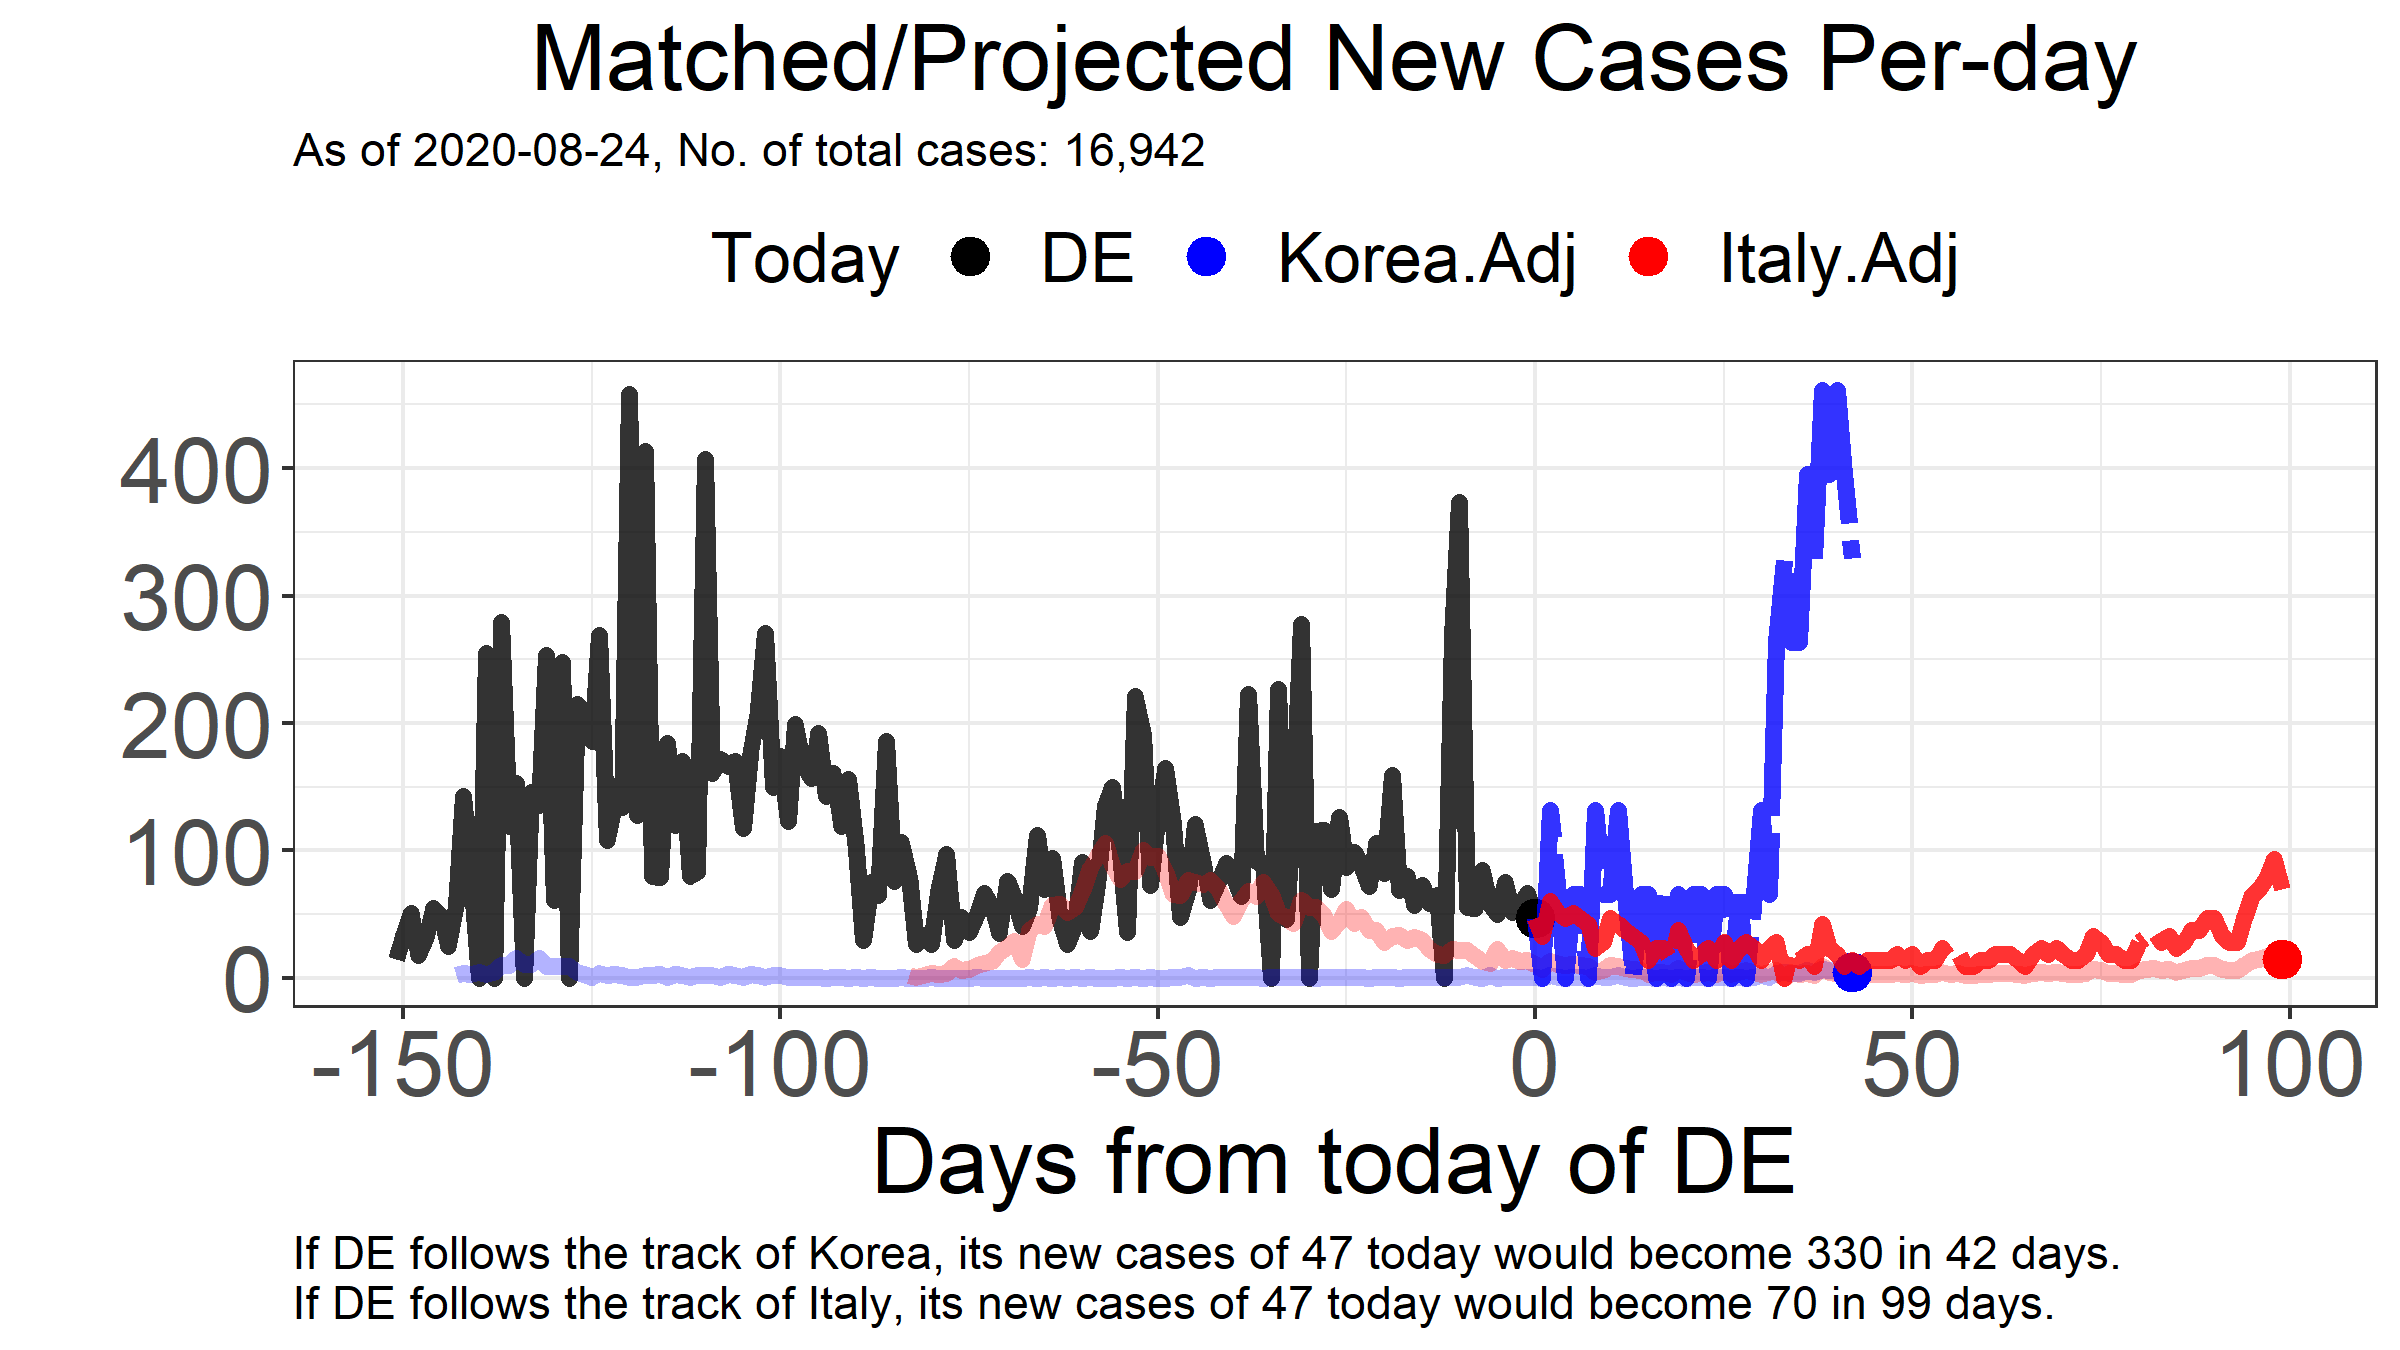 Matched/Projected New Cases Per-day
As of 2020-08-24, No. of total cases: 16,942
Today DE Korea.Adj Italy.Adj
400
300
200
100
0
-150 -100 -50 0 50 100
Days from today of DE
If DE follows the track of Korea, its new cases of 47 today would become 330 in 42 days.
If DE follows the track of Italy, its new cases of 47 today would become 70 in 99 days.